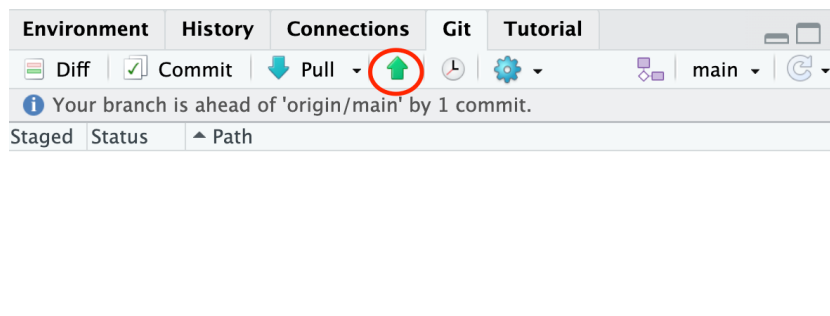 Environment History Connections Git Tutorial
Diff Commit Pull main
Your branch is ahead of 'origin/main' by 1 commit.
Staged Status Path